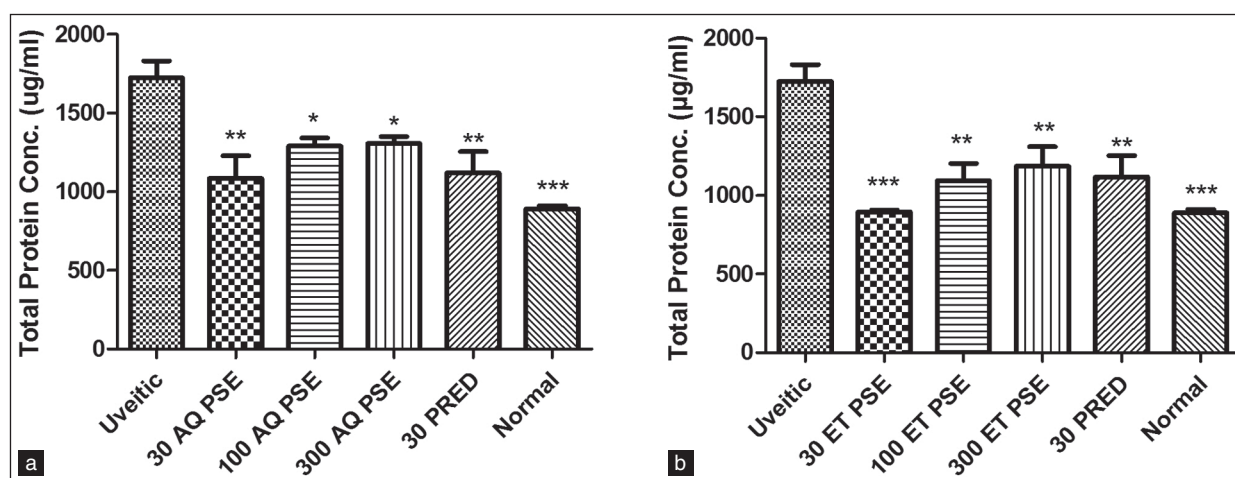 Total Protein Conc. (ug/ml)
2000
1500
1000
500
0
**
*
*
**
***
Uveitic
30 AQ PSE
100 AQ PSE
300 AQ PSE
30 PRED
Normal
a
Total Protein Conc. (µg/ml)
2000
1500
1000
500
0
***
**
**
**
***
Uveitic
30 ET PSE
100 ET PSE
300 ET PSE
30 PRED
Normal
b